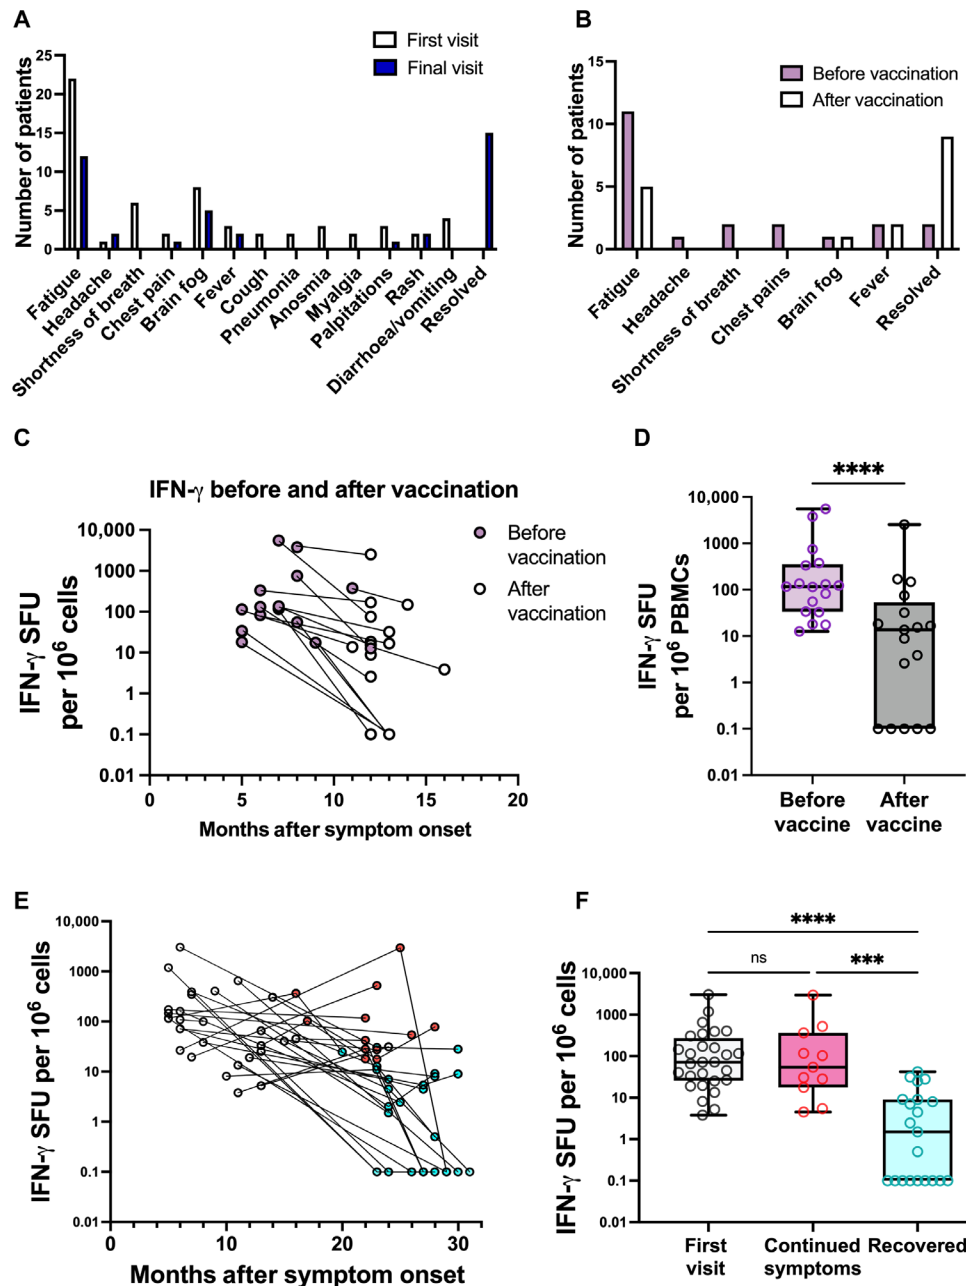 A
First visit
Final visit
Number of patients
25
20
15
10
5
0
Fatigue
Headache
Shortness of breath
Chest pain
Brain fog
Fever
Cough
Pneumonia
Anosmia
Myalgia
Palpitations
Rash
Diarrhoea/vomiting
Resolved
B
Before vaccination
After vaccination
Number of patients
15
10
5
0
Fatigue
Headache
Shortness of breath
Chest pains
Brain fog
Fever
Resolved
C
IFN-γ before and after vaccination
Before
vaccination
After
vaccination
IFN-γ SFU
per 10⁶ cells
10,000
1000
100
10
1
0.1
0.01
0
5
10
15
20
Months after symptom onset
D
****
IFN-γ SFU
per 10⁶ PBMCs
10,000
1000
100
10
1
0.1
0.01
Before
vaccine
After
vaccine
E
IFN-γ SFU per 10⁶ cells
10,000
1000
100
10
1
0.1
0.01
0
10
20
30
Months after symptom onset
F
****
ns
***
IFN-γ SFU per 10⁶ cells
10,000
1000
100
10
1
0.1
0.01
First
visit
Continued
symptoms
Recovered